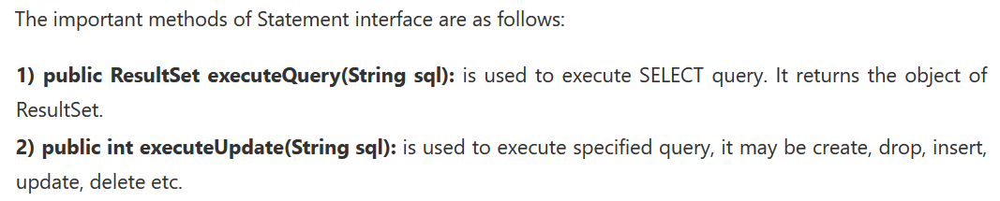 The important methods of Statement interface are as follows:
1) public ResultSet executeQuery(String sql): is used to execute SELECT query. It returns the object of
ResultSet.
2) public int executeUpdate(String sql): is used to execute specified query, it may be create, drop, insert,
update, delete etc.